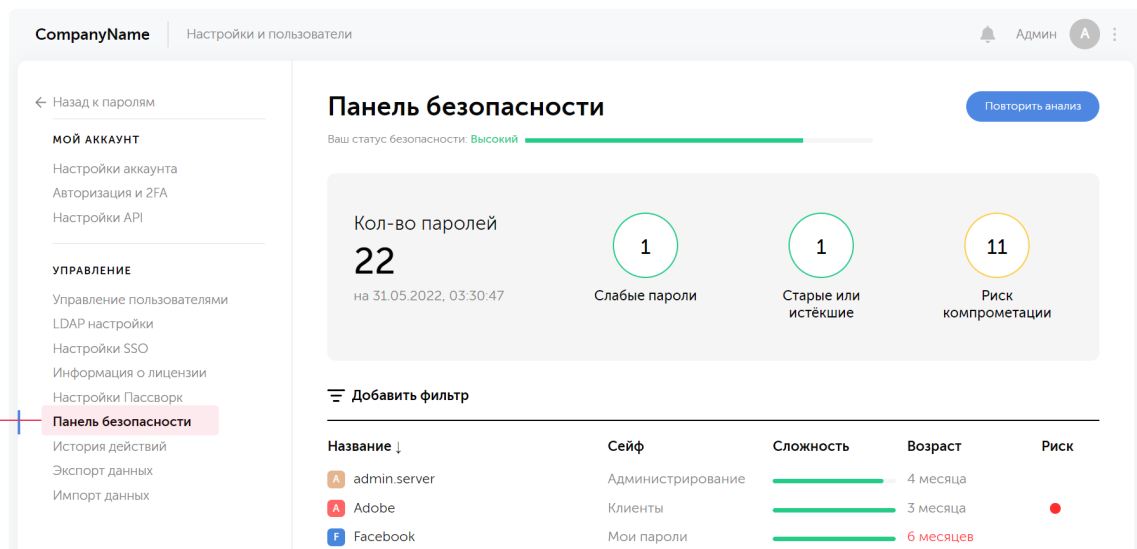 CompanyName
Настройки и пользователи
Админ
А
Назад к паролям
МОЙ АККАУНТ
Настройки аккаунта
Авторизация и 2FA
Настройки API
УПРАВЛЕНИЕ
Управление пользователями
LDAP настройки
Настройки SSO
Информация о лицензии
Настройки Пассворк
Панель безопасности
История действий
Экспорт данных
Импорт данных
Панель безопасности
Повторить анализ
Ваш статус безопасности: Высокий
Кол-во паролей
22
на 31.05.2022, 03:30:47
1
Слабые пароли
1
Старые или
истёкшие
11
Риск
компрометации
Добавить фильтр
Название ↓ Сейф Сложность Возраст Риск
A admin.server Администрирование 4 месяца
A Adobe Клиенты 3 месяца
F Facebook Мои пароли 6 месяцев